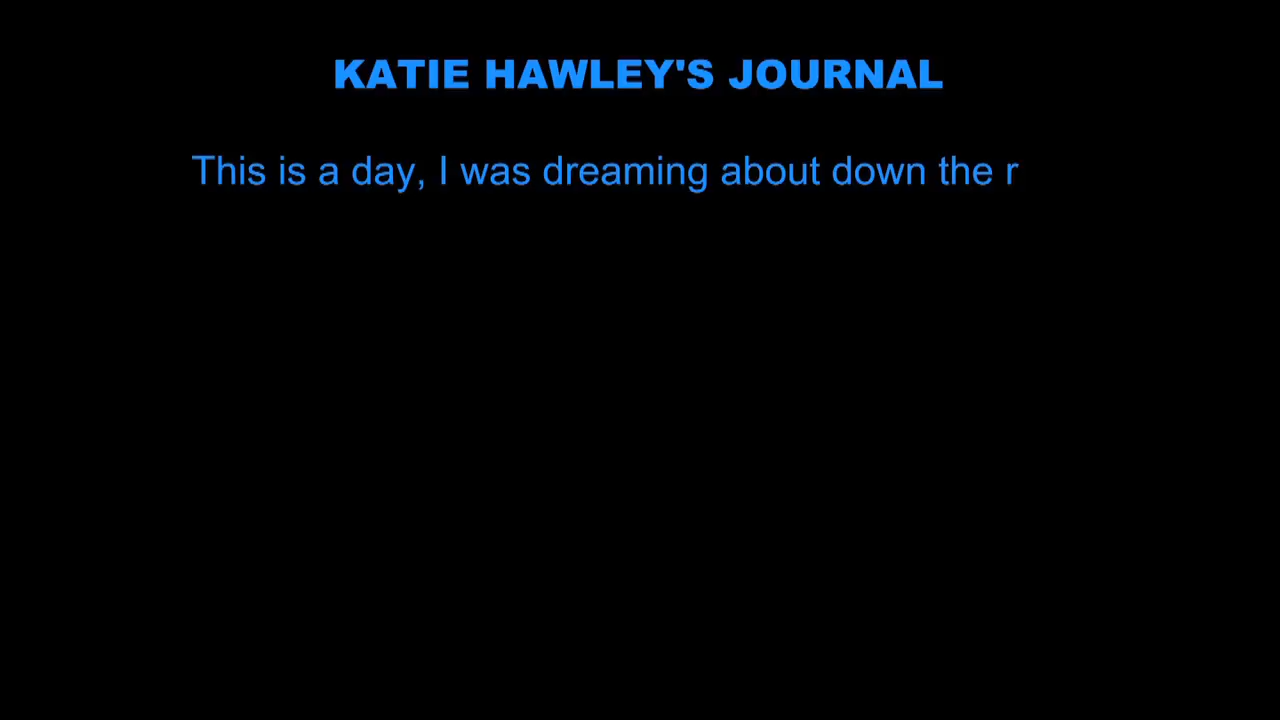 KATIE HAWLEY'S JOURNAL
This is a day, I was dreaming about down the r